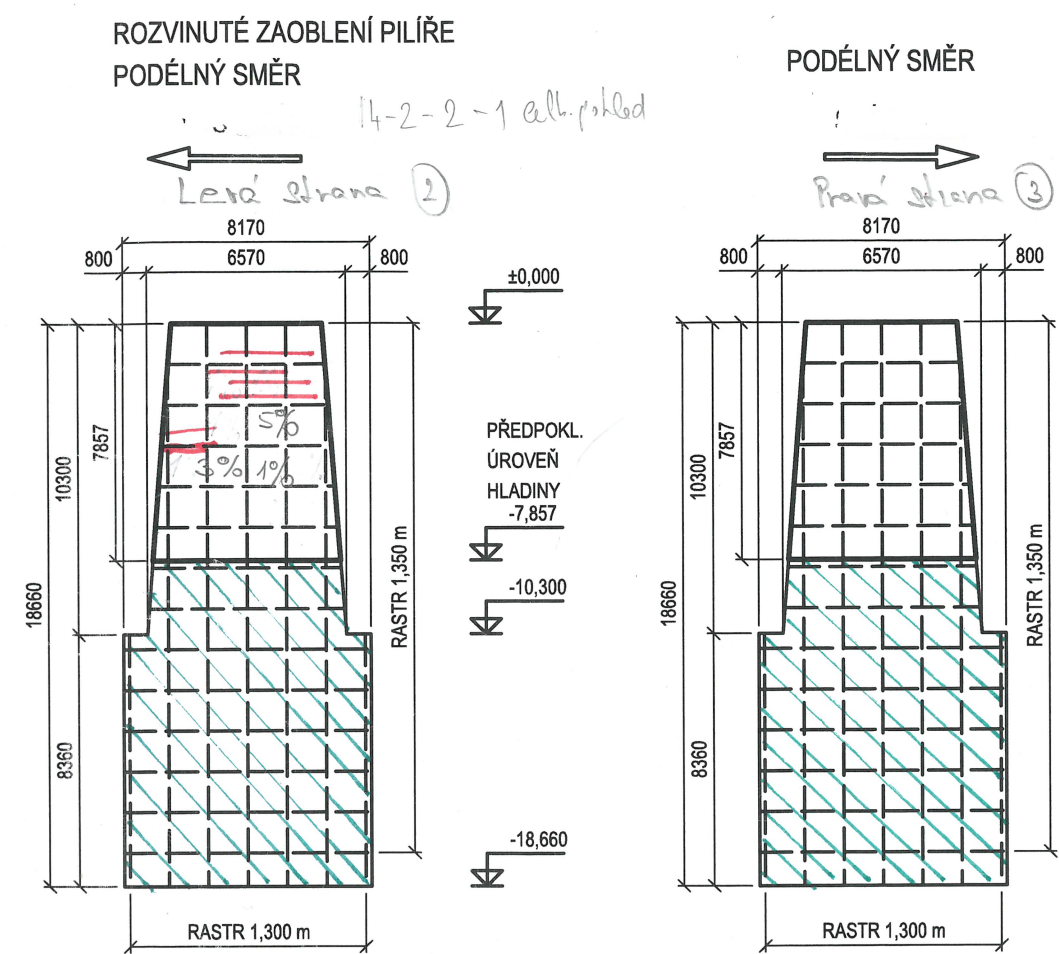 ROZVINUTÉ ZAOBLENÍ PILÍŘE
PODÉLNÝ SMĚR
PODÉLNÝ SMĚR
14-2-2-1 celk. pohled
Levá strana 2
Pravá strana 3
8170
800 6570 800
8170
800 6570 800
±0,000
18660
10300
7857
5%
3% 1%
PŘEDPOKL.
ÚROVEŇ
HLADINY
-7,857
-10,300
RASTR 1,350 m
8360
-18,660
RASTR 1,300 m
18660
10300
7857
RASTR 1,350 m
8360
RASTR 1,300 m